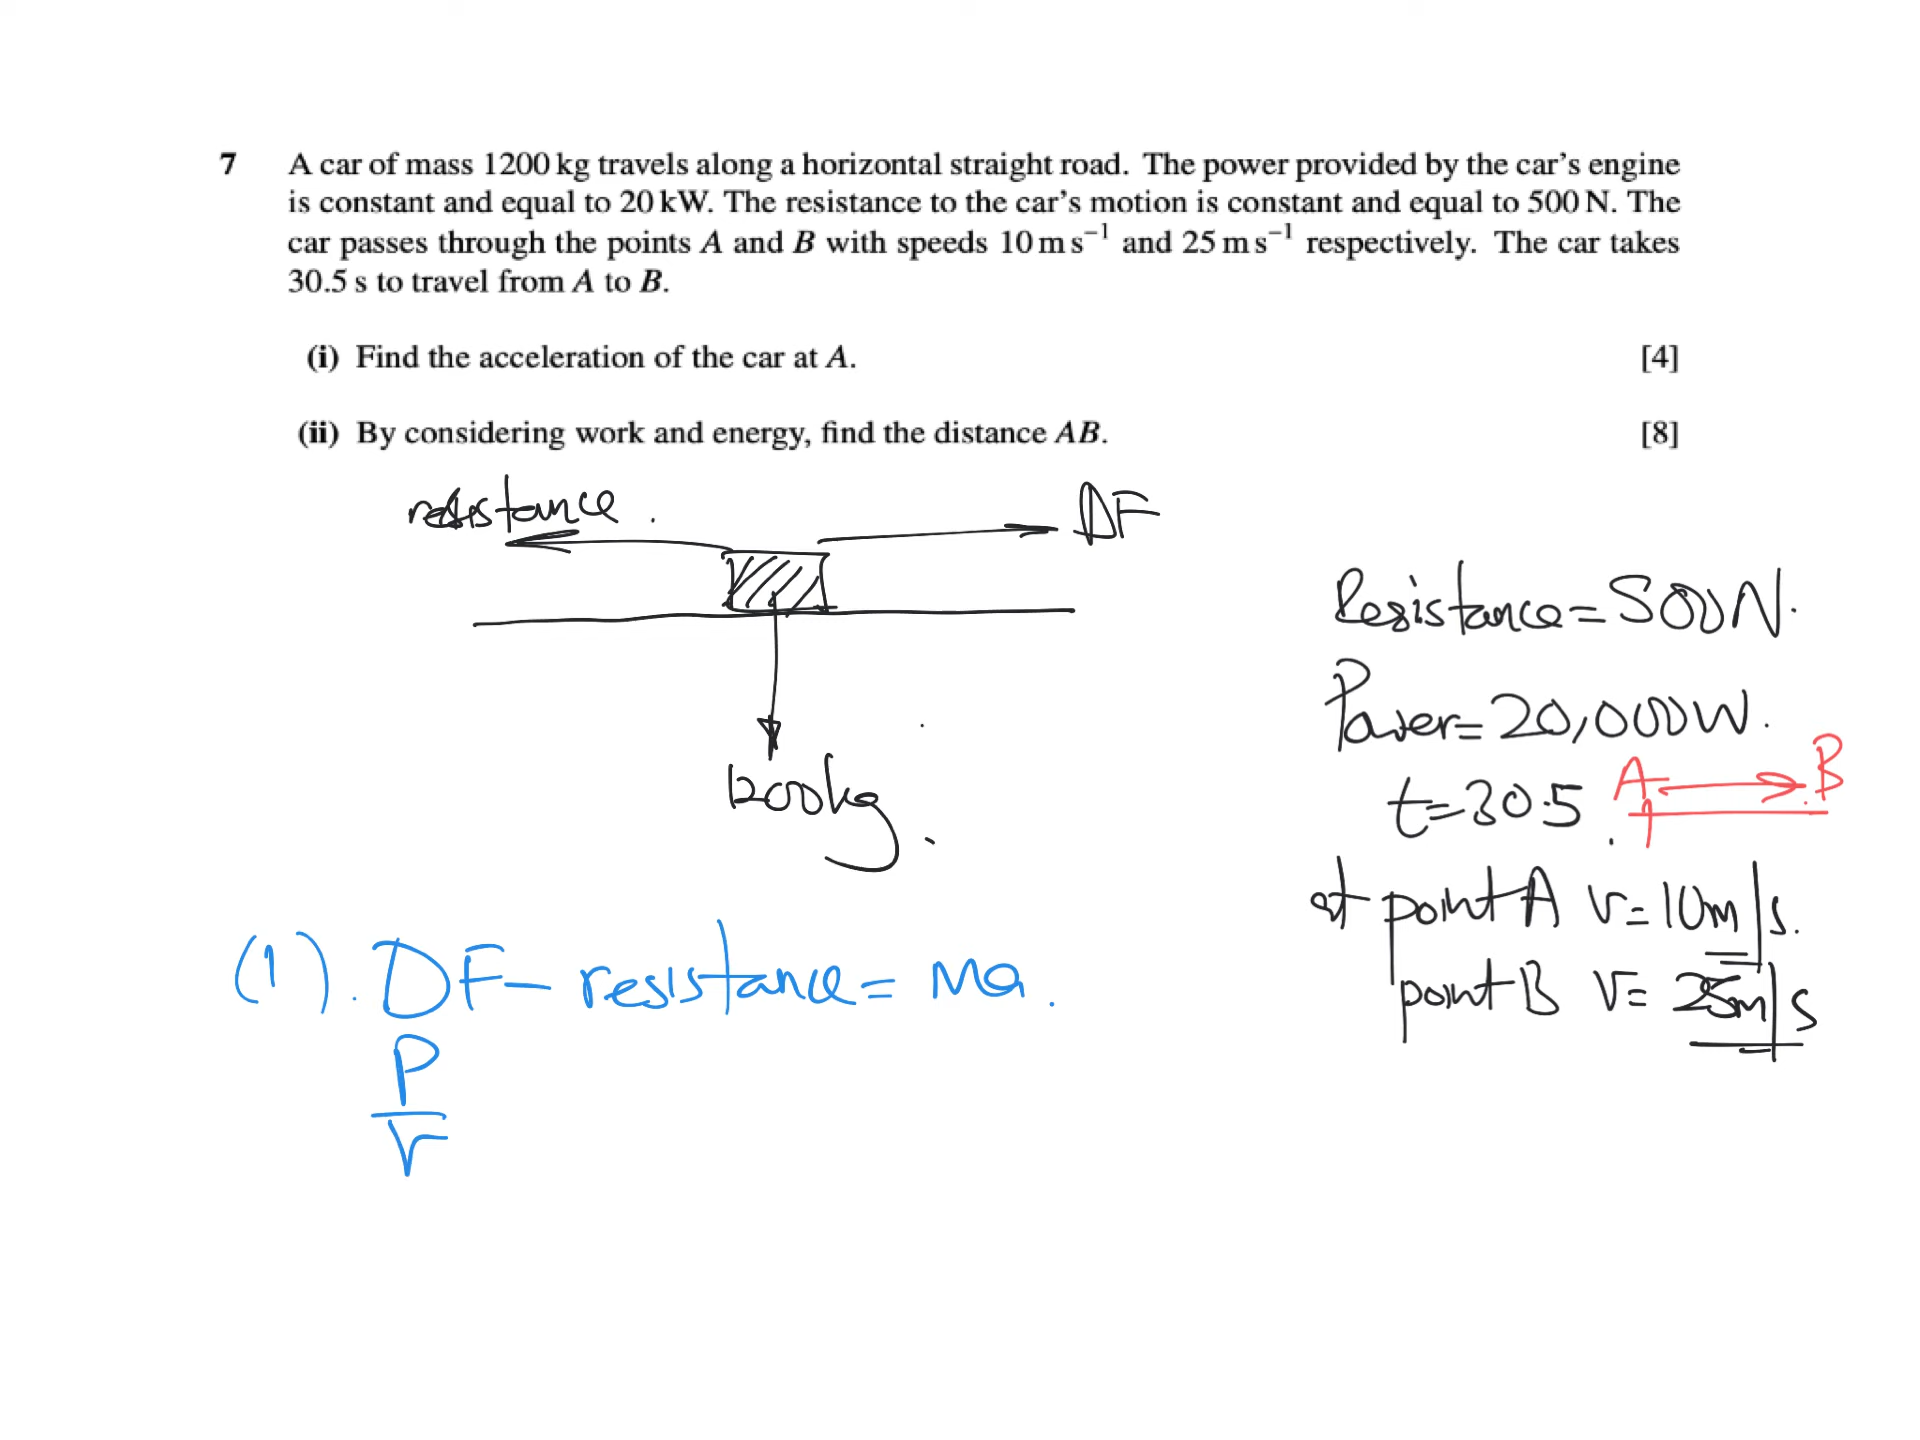 7 A car of mass 1200 kg travels along a horizontal straight road. The power provided by the car's engine
is constant and equal to 20 kW. The resistance to the car's motion is constant and equal to 500 N. The
car passes through the points A and B with speeds 10 m s⁻¹ and 25 m s⁻¹ respectively. The car takes
30.5 s to travel from A to B.
(i) Find the acceleration of the car at A. [4]
(ii) By considering work and energy, find the distance AB. [8]
resistance.
DF
1200kg.
Resistance = 500N.
Power = 20,000W.
t = 30.5. A B
at point A v = 10m/s.
point B v = 25m/s
(1). DF - resistance = ma.
P
v